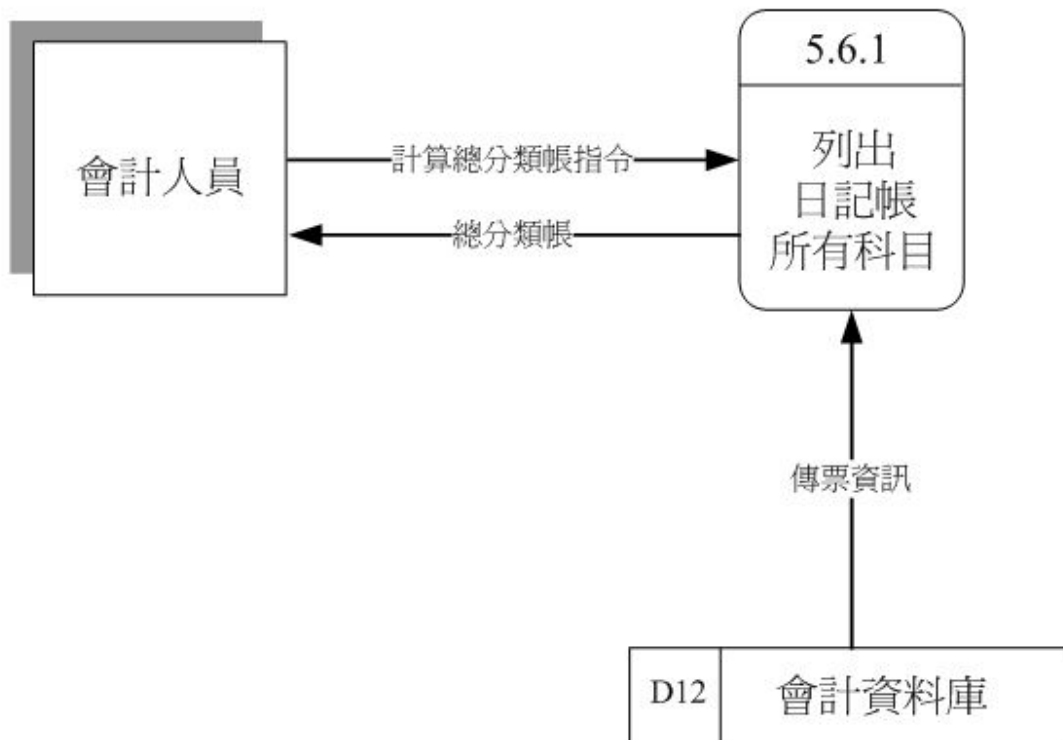 5.6.1
會計人員
計算總分類帳指令
列出
日記帳
所有科目
總分類帳
傳票資訊
D12
會計資料庫